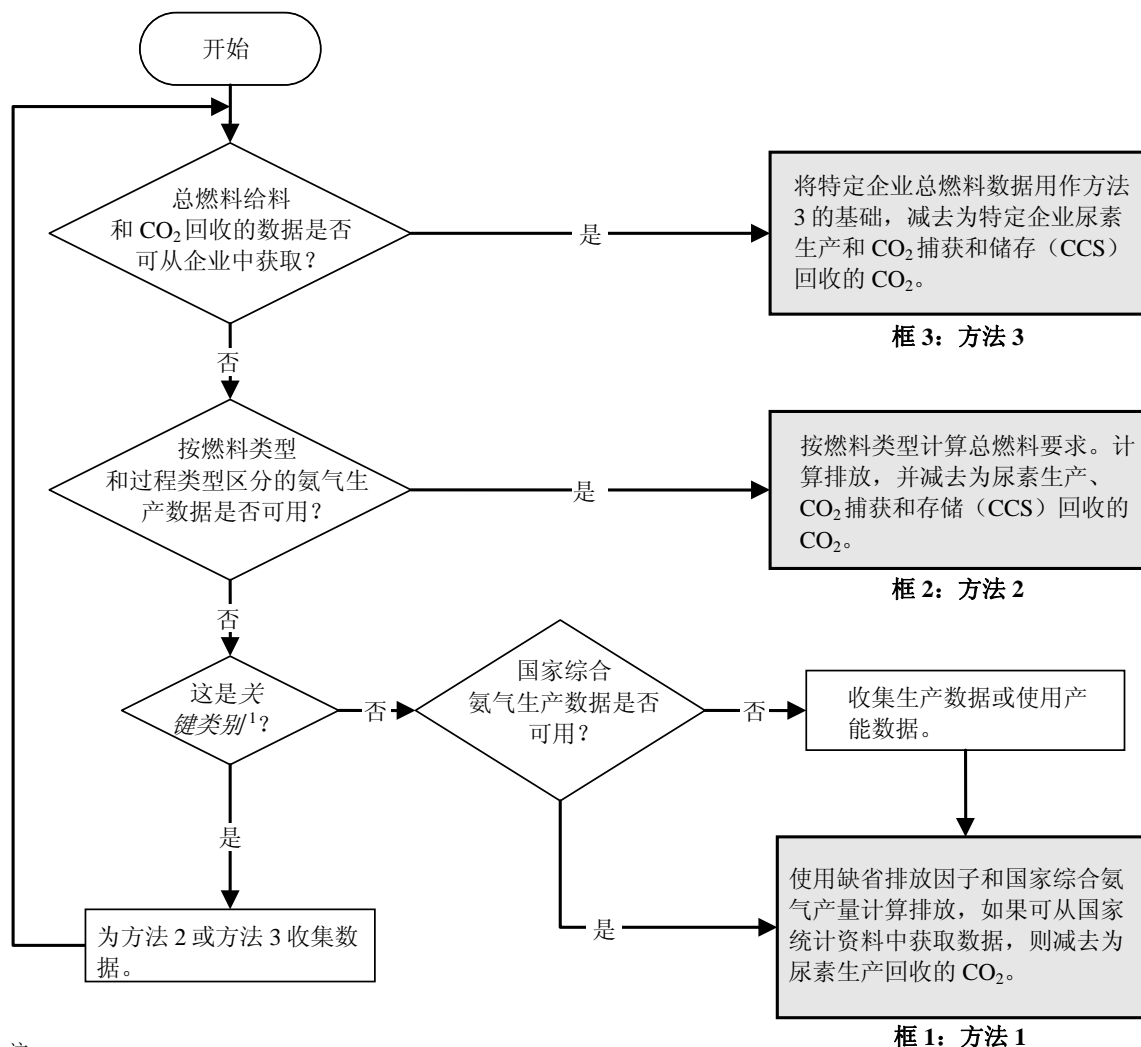 开始
总燃料给料
和 CO₂ 回收的数据是否
可从企业中获取？
是
将特定企业总燃料数据用作方法
3 的基础，减去为特定企业尿素
生产和 CO₂ 捕获和储存（CCS）
回收的 CO₂。
框 3：方法 3
否
按燃料类型
和过程类型区分的氨气生
产数据是否可用？
是
按燃料类型计算总燃料要求。计
算排放，并减去为尿素生产、
CO₂ 捕获和存储（CCS）回收的
CO₂。
框 2：方法 2
否
这是关
键类别¹？
否
国家综合
氨气生产数据是否
可用？
否
收集生产数据或使用产
能数据。
是
为方法 2 或方法 3 收集数
据。
是
使用缺省排放因子和国家综合氨
气产量计算排放，如果可从国家
统计资料中获取数据，则减去为
尿素生产回收的 CO₂。
框 1：方法 1